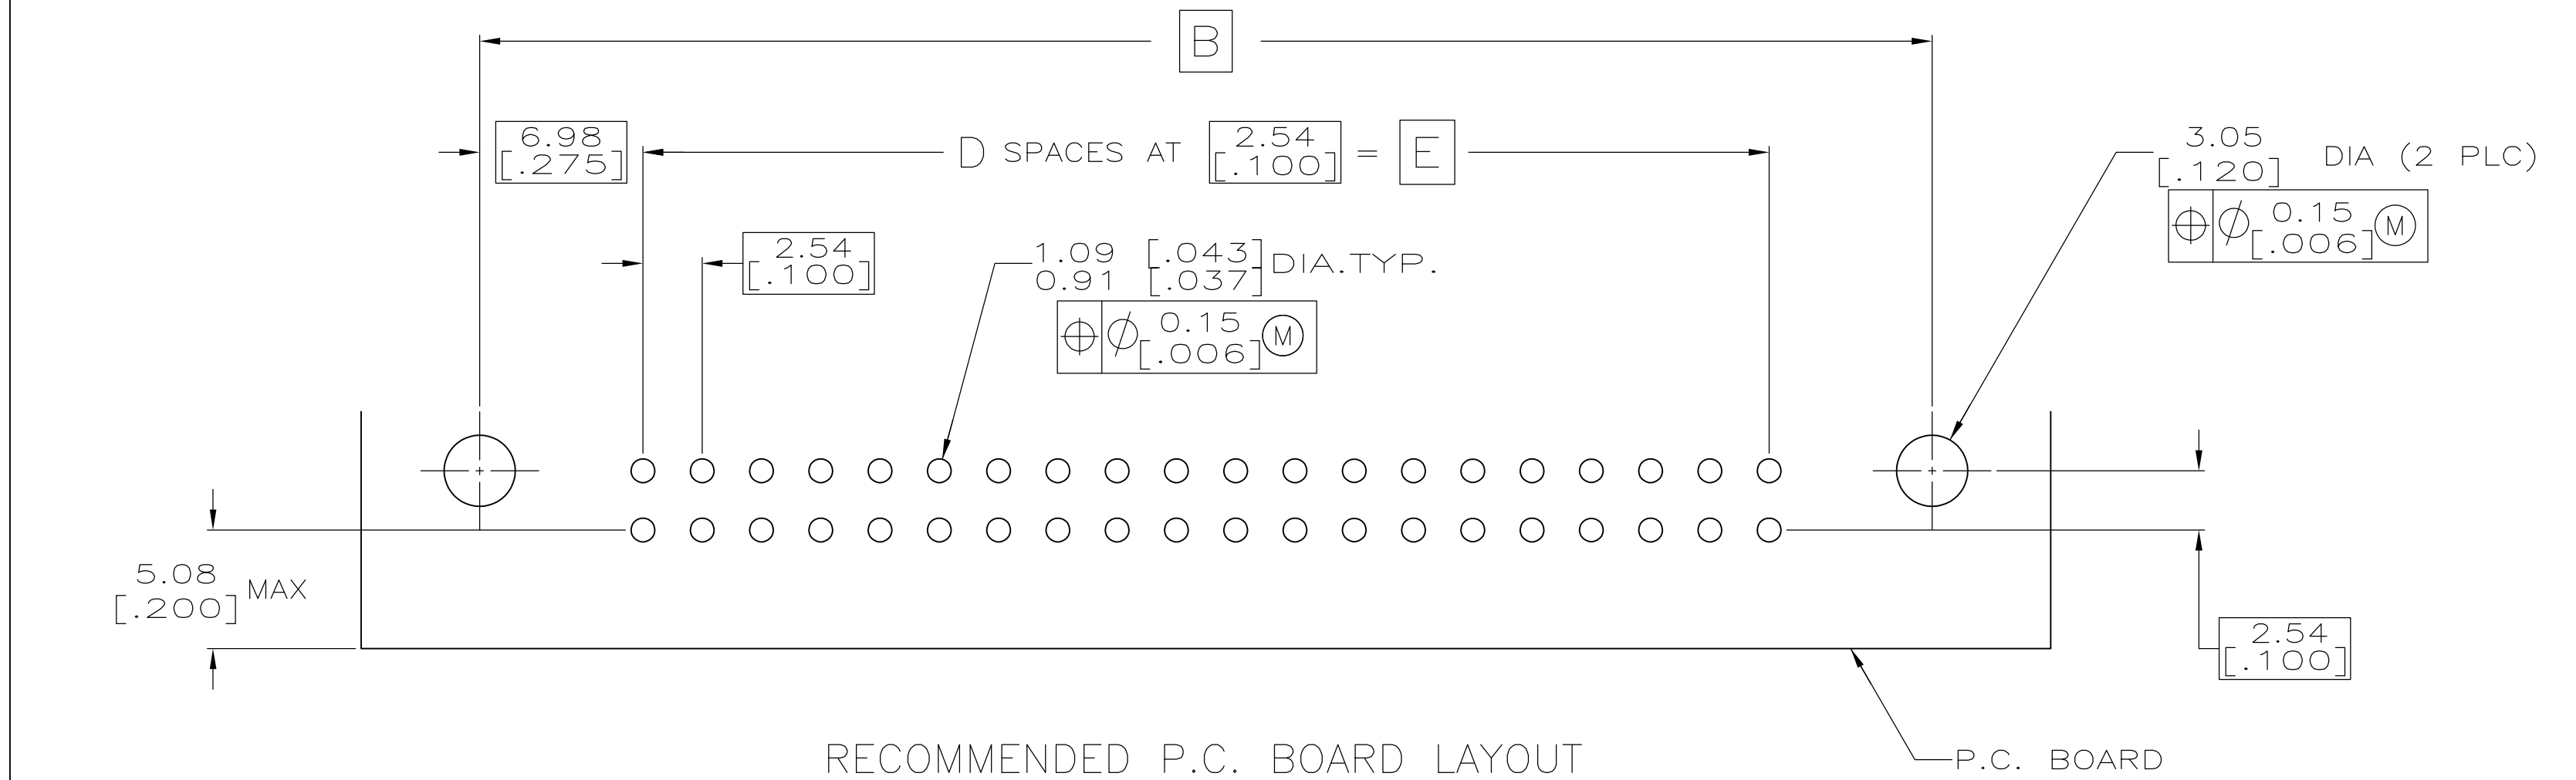 B
6.98
[.275]
D SPACES AT 2.54 [.100] = E
2.54
[.100]
1.09 [.043] DIA.TYP.
0.91 [.037]
⌖ ⌀ 0.15 [.006] Ⓜ
3.05
[.120] DIA (2 PLC)
⌖ ⌀ 0.15 [.006] Ⓜ
5.08
[.200] MAX
2.54
[.100]
P.C. BOARD
RECOMMENDED P.C. BOARD LAYOUT